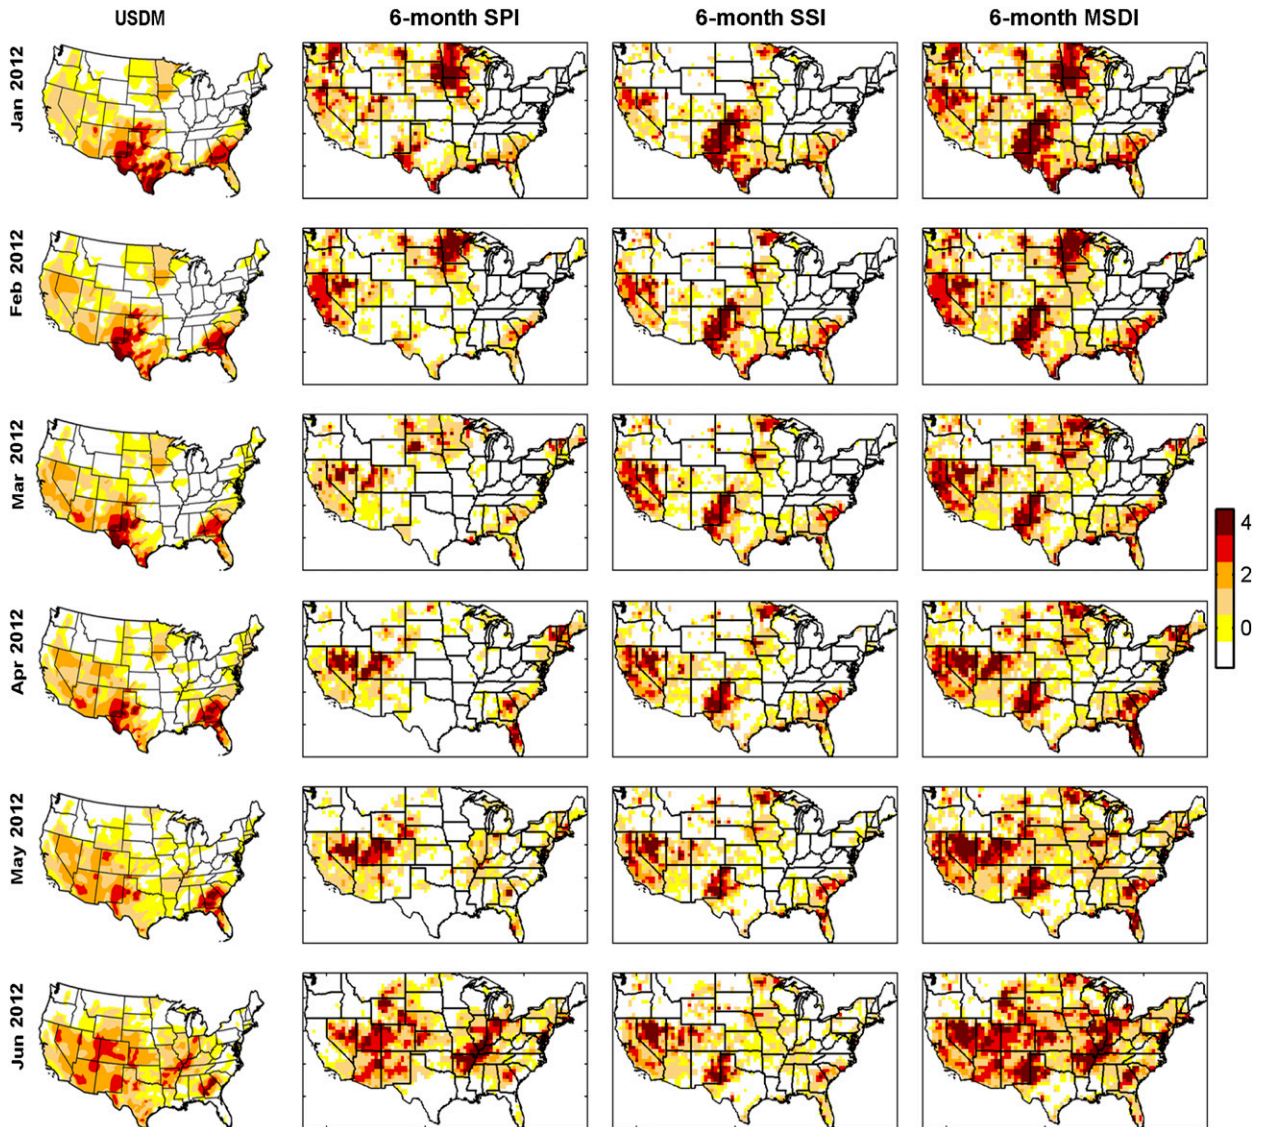 USDM 6-month SPI 6-month SSI 6-month MSDI
Jan 2012
Feb 2012
Mar 2012
Apr 2012
May 2012
Jun 2012
4
2
0